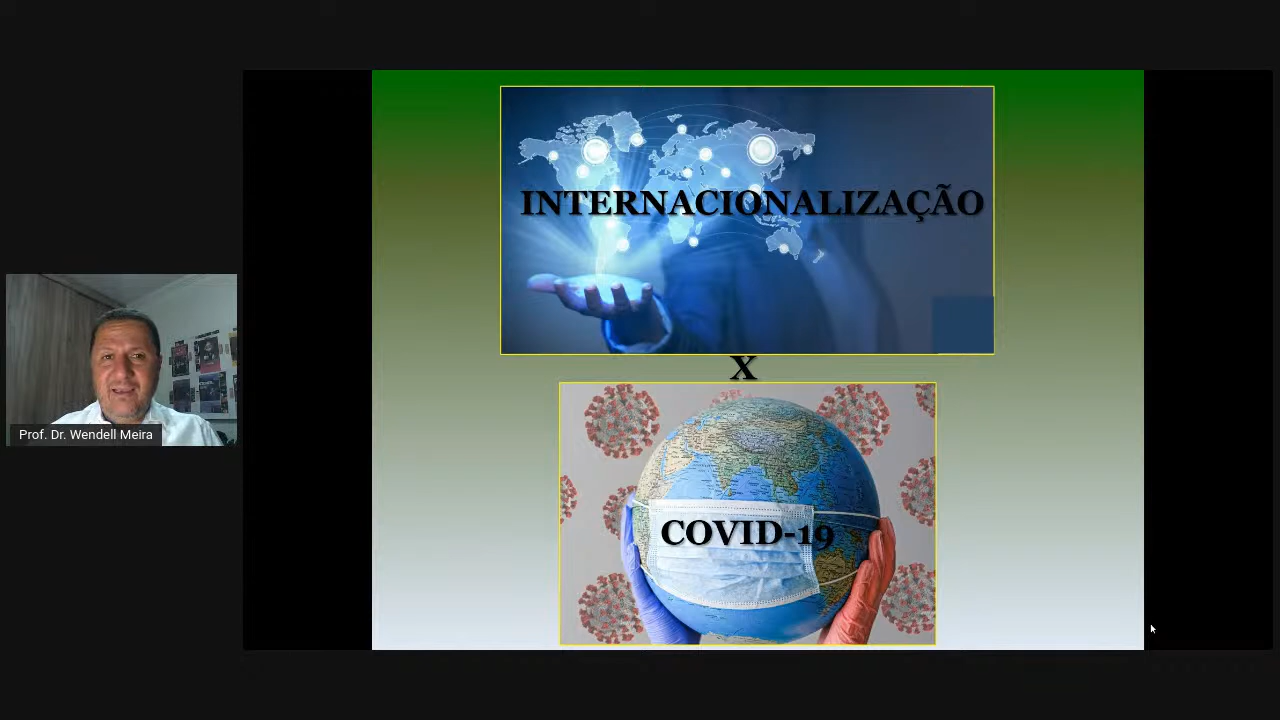 INTERNACIONALIZAÇÃO
X
COVID-19
Prof. Dr. Wendell Meira